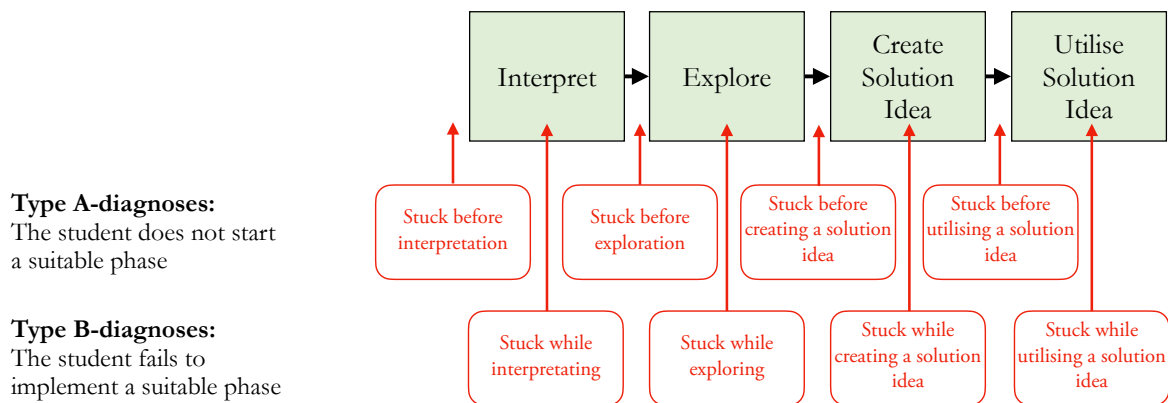 Interpret
Explore
Create
Solution
Idea
Utilise
Solution
Idea
Type A-diagnoses:
The student does not start
a suitable phase
Stuck before
interpretation
Stuck before
exploration
Stuck before
creating a solution
idea
Stuck before
utilising a solution
idea
Type B-diagnoses:
The student fails to
implement a suitable phase
Stuck while
interpretating
Stuck while
exploring
Stuck while
creating a solution
idea
Stuck while
utilising a solution
idea